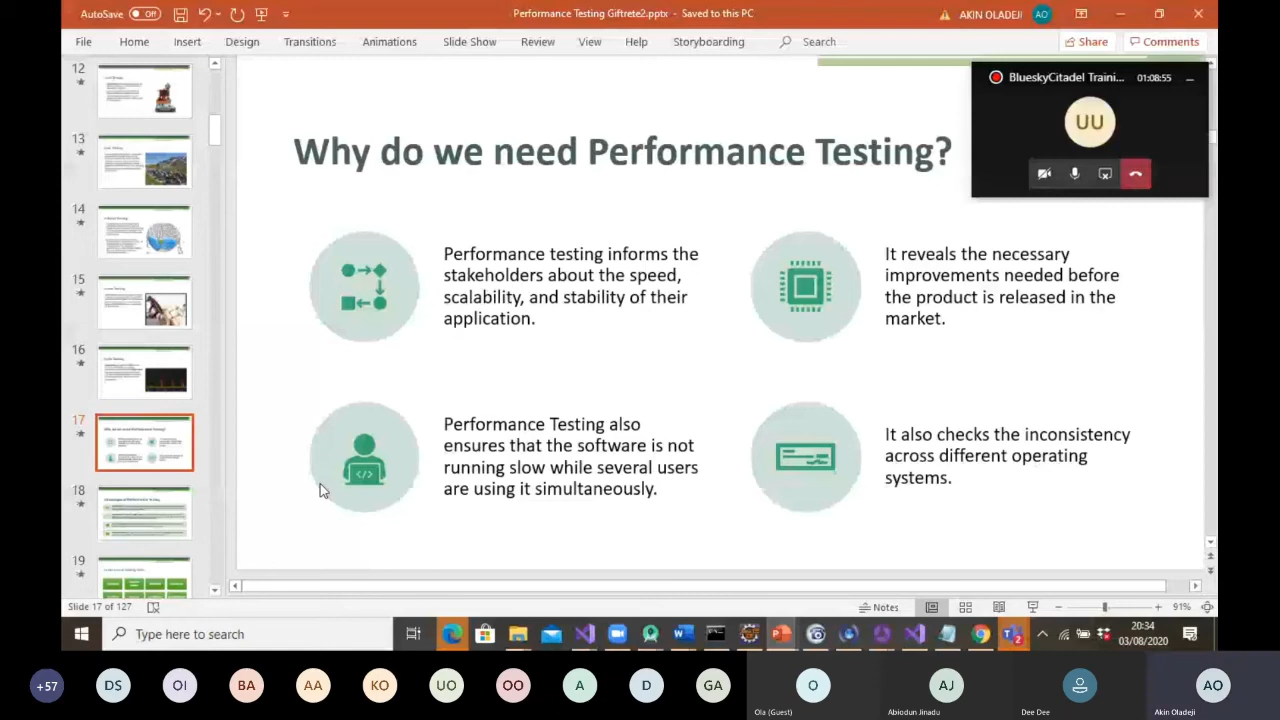 AutoSave Off
Performance Testing Giftrete2.pptx - Saved to this PC
AKIN OLADEJI AO
File Home Insert Design Transitions Animations Slide Show Review View Help Storyboarding Search Share Comments
BlueskyCitadel Traini... 01:08:55
UU
12
13
14
15
16
17
18
19
Why do we need Performance Testing?
Performance testing informs the
stakeholders about the speed,
scalability, and stability of their
application.
It reveals the necessary
improvements needed before
the product is released in the
market.
Performance Testing also
ensures that the software is not
running slow while several users
are using it simultaneously.
It also checks the inconsistency
across different operating
systems.
Slide 17 of 127
Notes
91%
Type here to search
20:34
03/08/2020
+57 DS OI BA AA KO UO OO A D GA O AJ AO
Ola (Guest) Abiodun Jinadu Dee Dee Akin Oladeji